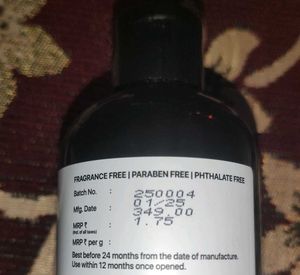 FRAGRANCE FREE | PARABEN FREE | PHTHALATE FREE
Batch No. : 250004
Mfg. Date : 01/25
MRP ₹ : 349.00
(Incl. of all taxes)
MRP ₹ per g : 1.75
Best before 24 months from the date of manufacture.
Use within 12 months once opened.